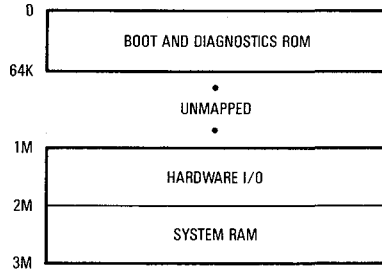 0
BOOT AND DIAGNOSTICS ROM
64K
UNMAPPED
1M
HARDWARE I/O
2M
SYSTEM RAM
3M